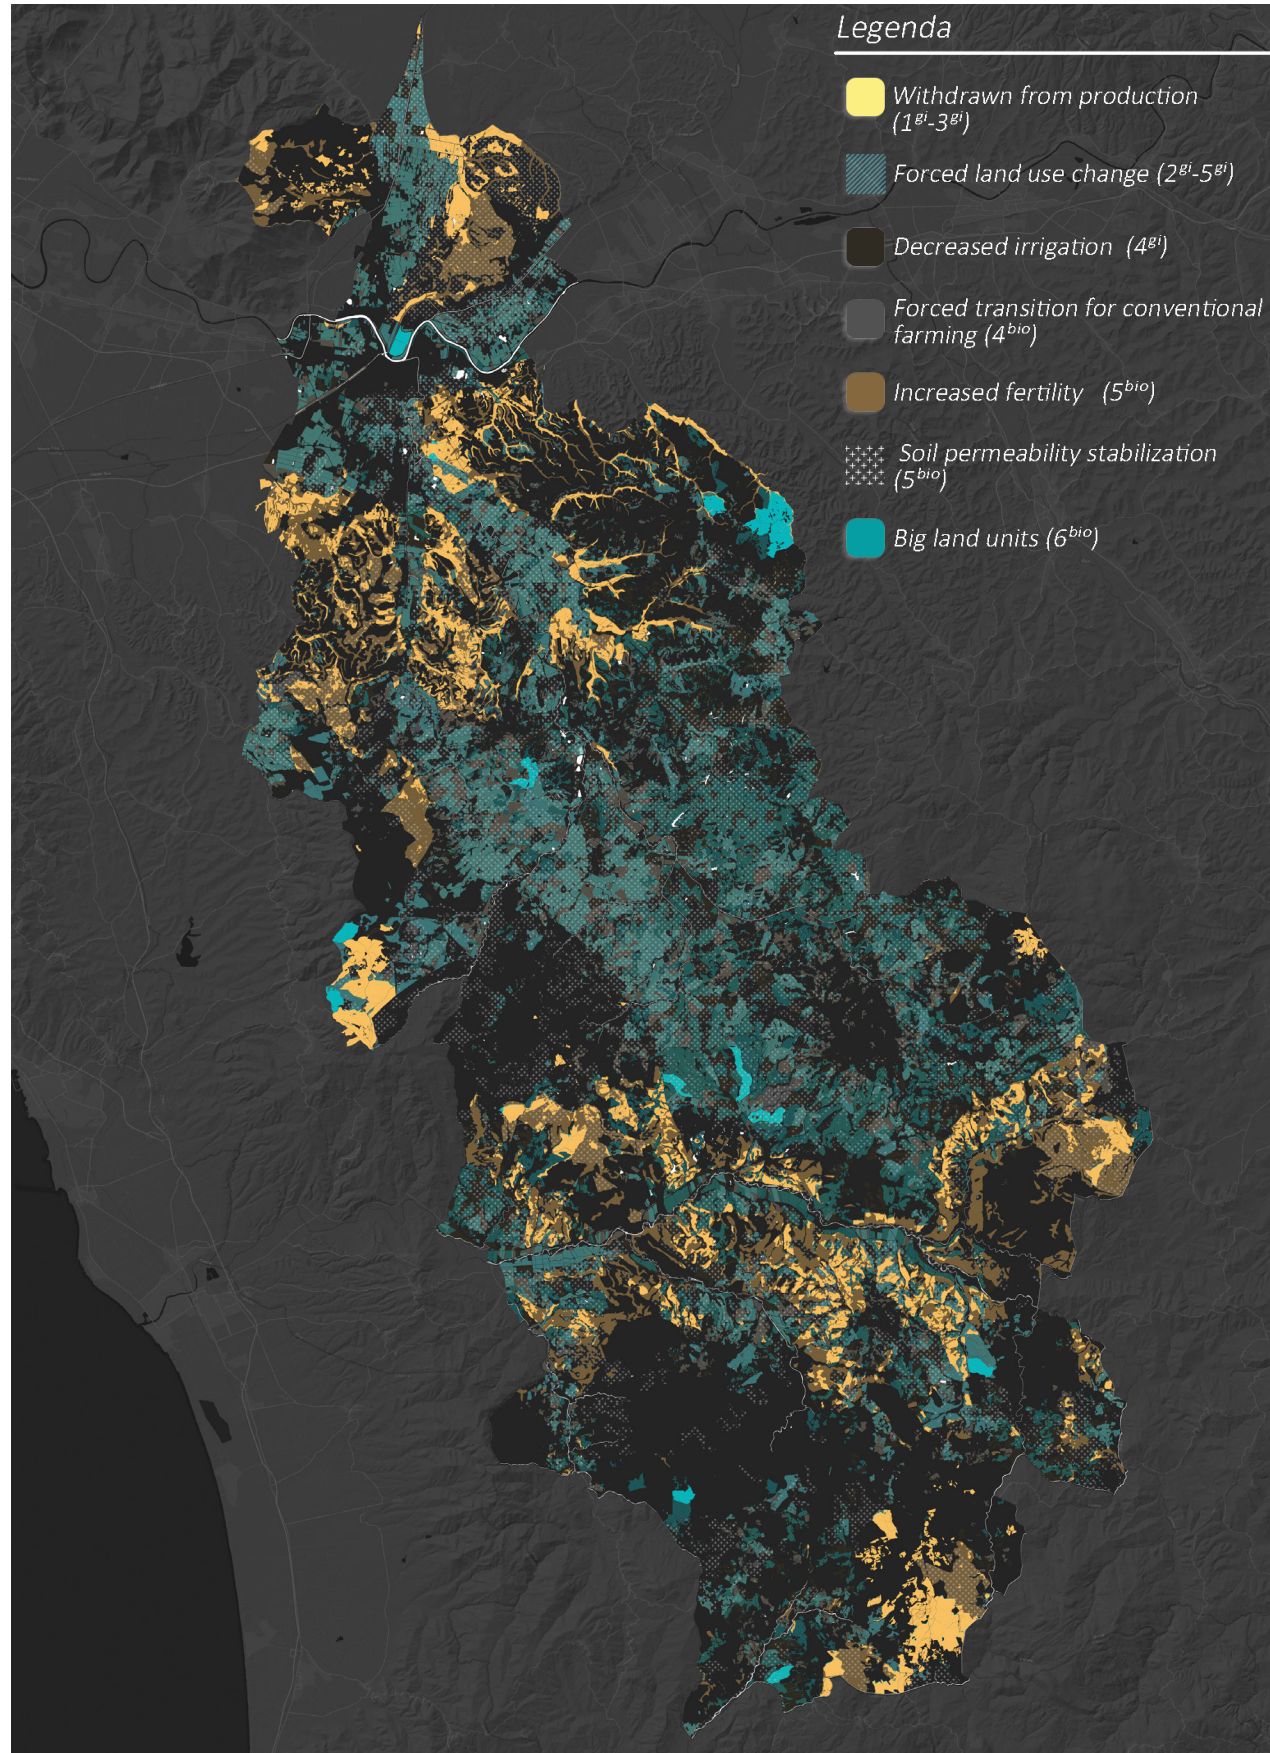 Legenda
Withdrawn from production
(1gi-3gi)
Forced land use change (2gi-5gi)
Decreased irrigation (4gi)
Forced transition for conventional
farming (4bio)
Increased fertility (5bio)
Soil permeability stabilization
(5bio)
Big land units (6bio)